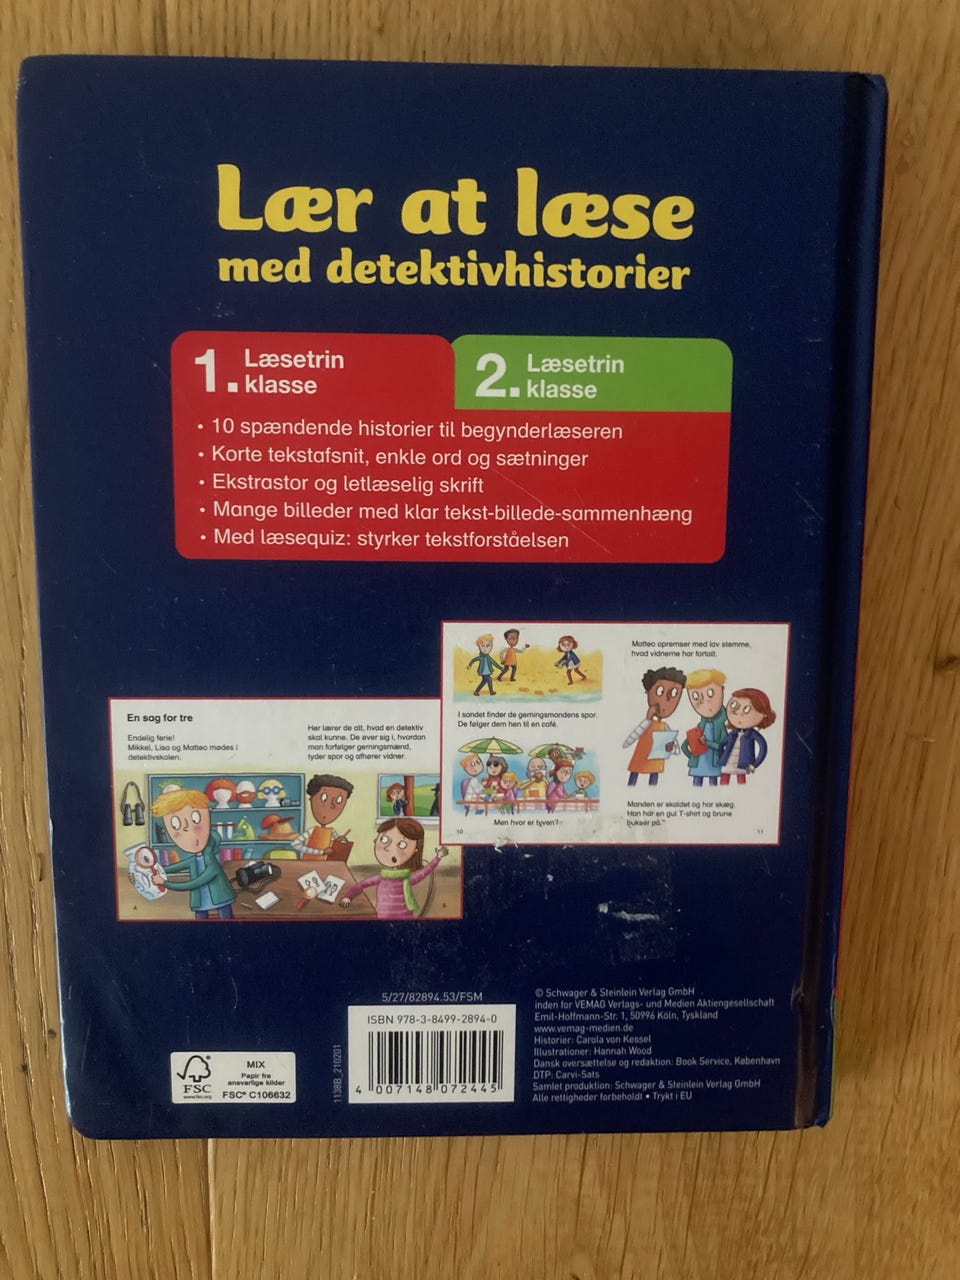 Lær at læse
med detektivhistorier
1. Læsetrin
klasse
2. Læsetrin
klasse
• 10 spændende historier til begynderlæseren
• Korte tekstafsnit, enkle ord og sætninger
• Ekstrastor og letlæselig skrift
• Mange billeder med klar tekst-billede-sammenhæng
• Med læsequiz: styrker tekstforståelsen
En sag for tre
Endelig ferie!
Mikkel, Lisa og Matteo mødes i
detektivskolen.
Her lærer de alt, hvad en detektiv
skal kunne. De øver sig i, hvordan
man forfølger gerningsmænd,
tyder spor og afhører vidner.
4
I sandet finder de gerningsmandens spor.
De følger dem hen til en café.
Men hvor er tyven?
10
Matteo opremser med lav stemme,
hvad vidnerne har fortalt.
Manden er skaldet og har skæg.
Han har en gul T-shirt og brune
bukser på."
11
5/27/82894.53/FSM
ISBN 978-3-8499-2894-0
4 007148 072445
1138B_210201
FSC
www.fsc.org
MIX
Papir fra
ansvarlige kilder
FSC® C106632
© Schwager & Steinlein Verlag GmbH
inden for VEMAG Verlags- und Medien Aktiengesellschaft
Emil-Hoffmann-Str. 1, 50996 Köln, Tyskland
www.vemag-medien.de
Historier: Carola von Kessel
Illustrationer: Hannah Wood
Dansk oversættelse og redaktion: Book Service, København
DTP: Carvi-Sats
Samlet produktion: Schwager & Steinlein Verlag GmbH
Alle rettigheder forbeholdt • Trykt i EU